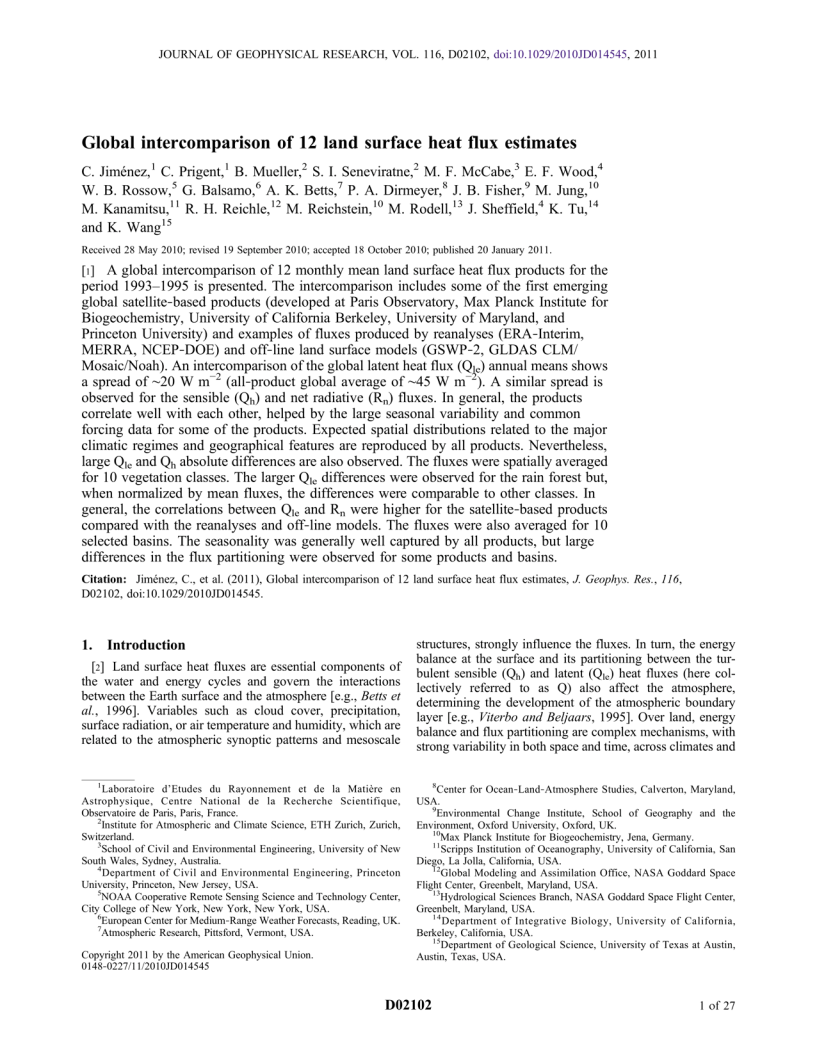 JOURNAL OF GEOPHYSICAL RESEARCH, VOL. 116, D02102, doi:10.1029/2010JD014545, 2011
Global intercomparison of 12 land surface heat flux estimates
C. Jiménez,1 C. Prigent,1 B. Mueller,2 S. I. Seneviratne,2 M. F. McCabe,3 E. F. Wood,4
W. B. Rossow,5 G. Balsamo,6 A. K. Betts,7 P. A. Dirmeyer,8 J. B. Fisher,9 M. Jung,10
M. Kanamitsu,11 R. H. Reichle,12 M. Reichstein,10 M. Rodell,13 J. Sheffield,4 K. Tu,14
and K. Wang15
Received 28 May 2010; revised 19 September 2010; accepted 18 October 2010; published 20 January 2011.
[1] A global intercomparison of 12 monthly mean land surface heat flux products for the
period 1993–1995 is presented. The intercomparison includes some of the first emerging
global satellite-based products (developed at Paris Observatory, Max Planck Institute for
Biogeochemistry, University of California Berkeley, University of Maryland, and
Princeton University) and examples of fluxes produced by reanalyses (ERA-Interim,
MERRA, NCEP-DOE) and off-line land surface models (GSWP-2, GLDAS CLM/
Mosaic/Noah). An intercomparison of the global latent heat flux (Qle) annual means shows
a spread of ~20 W m−2 (all-product global average of ~45 W m−2). A similar spread is
observed for the sensible (Qh) and net radiative (Rn) fluxes. In general, the products
correlate well with each other, helped by the large seasonal variability and common
forcing data for some of the products. Expected spatial distributions related to the major
climatic regimes and geographical features are reproduced by all products. Nevertheless,
large Qle and Qh absolute differences are also observed. The fluxes were spatially averaged
for 10 vegetation classes. The larger Qle differences were observed for the rain forest but,
when normalized by mean fluxes, the differences were comparable to other classes. In
general, the correlations between Qle and Rn were higher for the satellite-based products
compared with the reanalyses and off-line models. The fluxes were also averaged for 10
selected basins. The seasonality was generally well captured by all products, but large
differences in the flux partitioning were observed for some products and basins.
Citation: Jiménez, C., et al. (2011), Global intercomparison of 12 land surface heat flux estimates, J. Geophys. Res., 116,
D02102, doi:10.1029/2010JD014545.
1. Introduction
[2] Land surface heat fluxes are essential components of
the water and energy cycles and govern the interactions
between the Earth surface and the atmosphere [e.g., Betts et
al., 1996]. Variables such as cloud cover, precipitation,
surface radiation, or air temperature and humidity, which are
related to the atmospheric synoptic patterns and mesoscale
structures, strongly influence the fluxes. In turn, the energy
balance at the surface and its partitioning between the tur-
bulent sensible (Qh) and latent (Qle) heat fluxes (here col-
lectively referred to as Q) also affect the atmosphere,
determining the development of the atmospheric boundary
layer [e.g., Viterbo and Beljaars, 1995]. Over land, energy
balance and flux partitioning are complex mechanisms, with
strong variability in both space and time, across climates and
1Laboratoire d'Etudes du Rayonnement et de la Matière en
Astrophysique, Centre National de la Recherche Scientifique,
Observatoire de Paris, Paris, France.
2Institute for Atmospheric and Climate Science, ETH Zurich, Zurich,
Switzerland.
3School of Civil and Environmental Engineering, University of New
South Wales, Sydney, Australia.
4Department of Civil and Environmental Engineering, Princeton
University, Princeton, New Jersey, USA.
5NOAA Cooperative Remote Sensing Science and Technology Center,
City College of New York, New York, New York, USA.
6European Center for Medium-Range Weather Forecasts, Reading, UK.
7Atmospheric Research, Pittsford, Vermont, USA.
8Center for Ocean-Land-Atmosphere Studies, Calverton, Maryland,
USA.
9Environmental Change Institute, School of Geography and the
Environment, Oxford University, Oxford, UK.
10Max Planck Institute for Biogeochemistry, Jena, Germany.
11Scripps Institution of Oceanography, University of California, San
Diego, La Jolla, California, USA.
12Global Modeling and Assimilation Office, NASA Goddard Space
Flight Center, Greenbelt, Maryland, USA.
13Hydrological Sciences Branch, NASA Goddard Space Flight Center,
Greenbelt, Maryland, USA.
14Department of Integrative Biology, University of California,
Berkeley, California, USA.
15Department of Geological Science, University of Texas at Austin,
Austin, Texas, USA.
Copyright 2011 by the American Geophysical Union.
0148-0227/11/2010JD014545
D02102
1 of 27